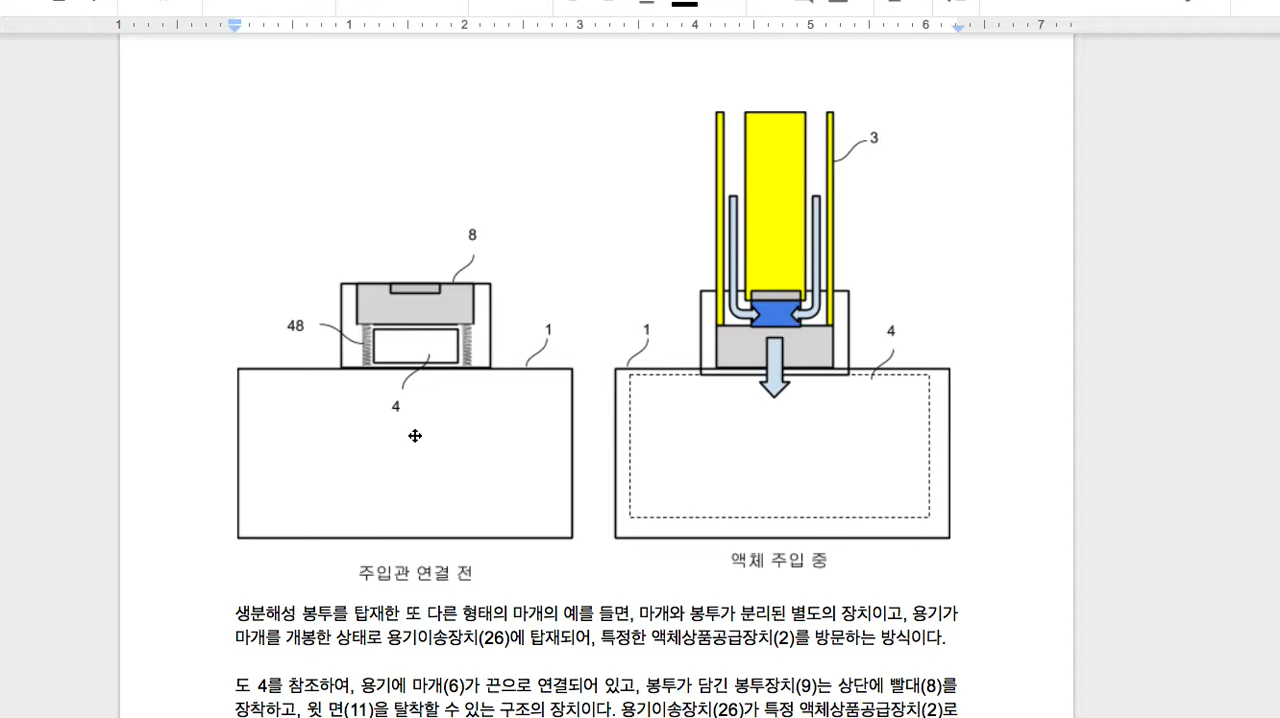 1 1 2 3 4 5 6 7
3
8
48
1
1
4
4
주입관 연결 전
액체 주입 중
생분해성 봉투를 탑재한 또 다른 형태의 마개의 예를 들면, 마개와 봉투가 분리된 별도의 장치이고, 용기가
마개를 개봉한 상태로 용기이송장치(26)에 탑재되어, 특정한 액체상품공급장치(2)를 방문하는 방식이다.
도 4를 참조하여, 용기에 마개(6)가 끈으로 연결되어 있고, 봉투가 담긴 봉투장치(9)는 상단에 빨대(8)를
장착하고, 윗 면(11)을 탈착할 수 있는 구조의 장치이다. 용기이송장치(26)가 특정 액체상품공급장치(2)로